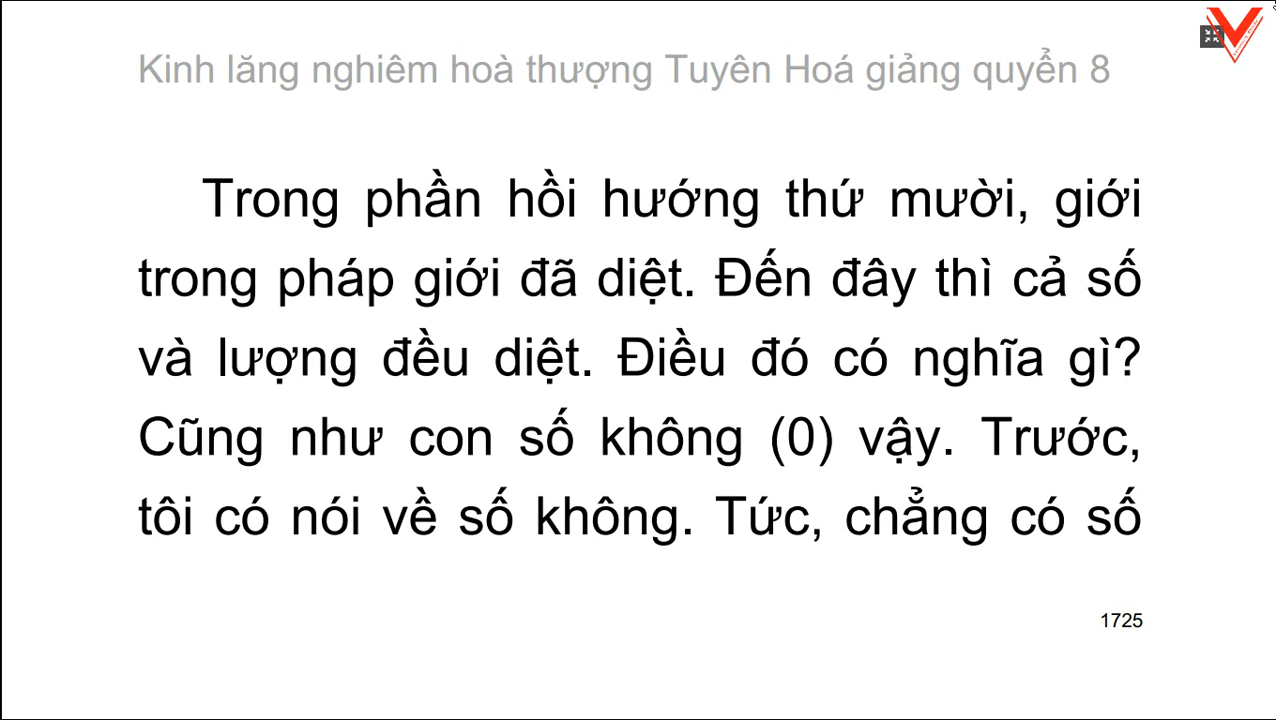 Kinh lăng nghiêm hoà thượng Tuyên Hoá giảng quyển 8
Trong phần hồi hướng thứ mười, giới
trong pháp giới đã diệt. Đến đây thì cả số
và lượng đều diệt. Điều đó có nghĩa gì?
Cũng như con số không (0) vậy. Trước,
tôi có nói về số không. Tức, chẳng có số
1725